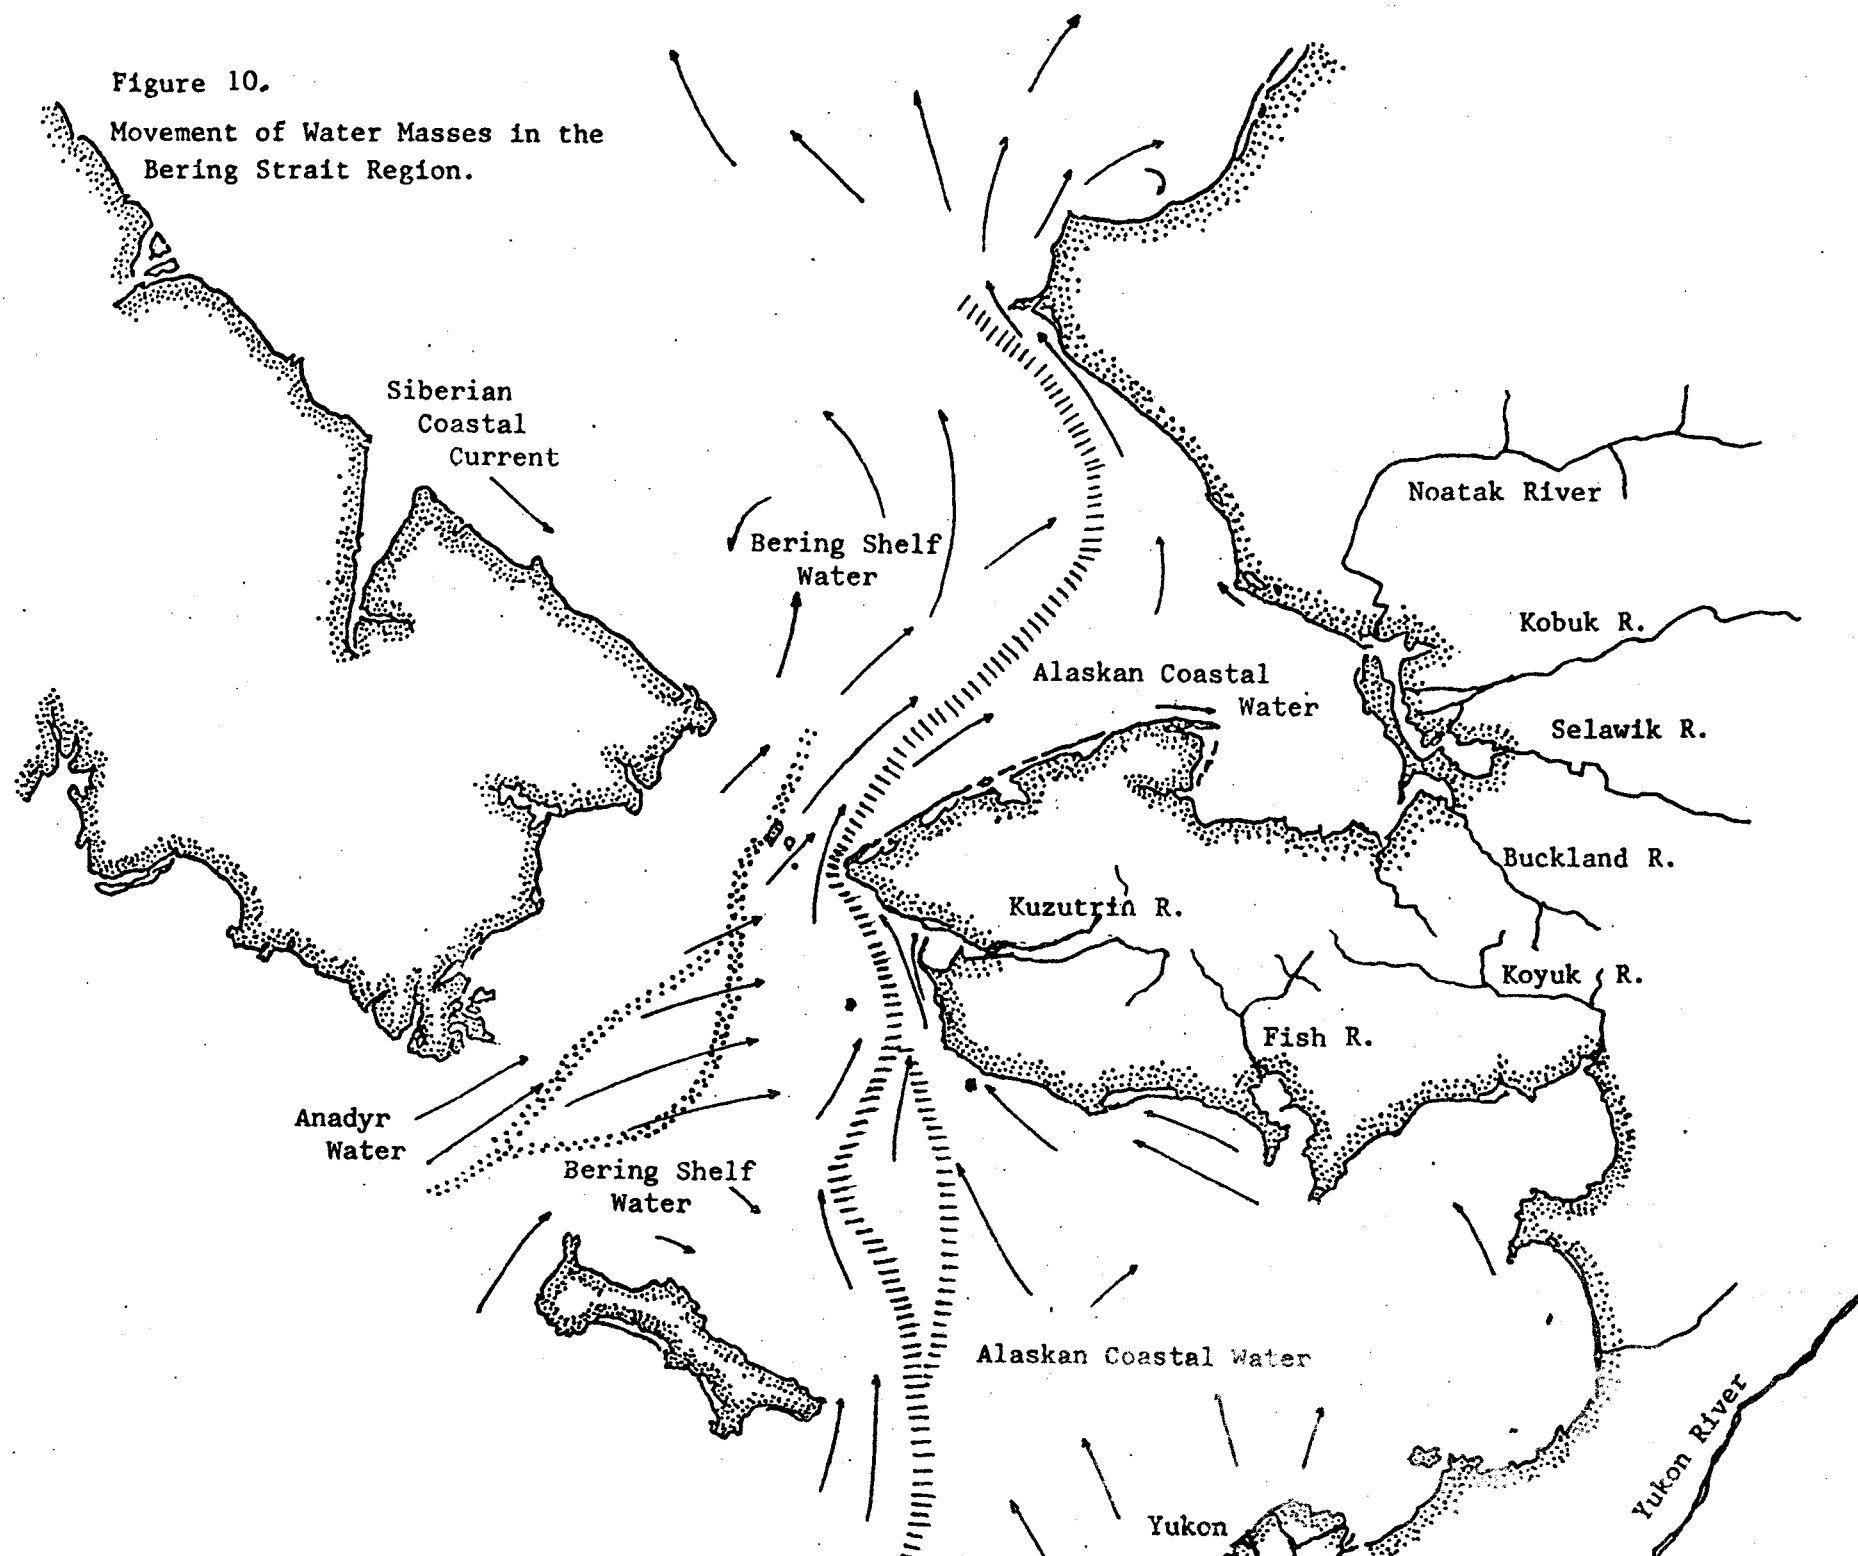 Figure 10.
Movement of Water Masses in the
Bering Strait Region.
Siberian
Coastal
Current
Noatak River
Bering Shelf
Water
Kobuk R.
Alaskan Coastal
Water
Selawik R.
Buckland R.
Kuzutrin R.
Koyuk R.
Fish R.
Anadyr
Water
Bering Shelf
Water
Alaskan Coastal Water
Yukon River
Yukon